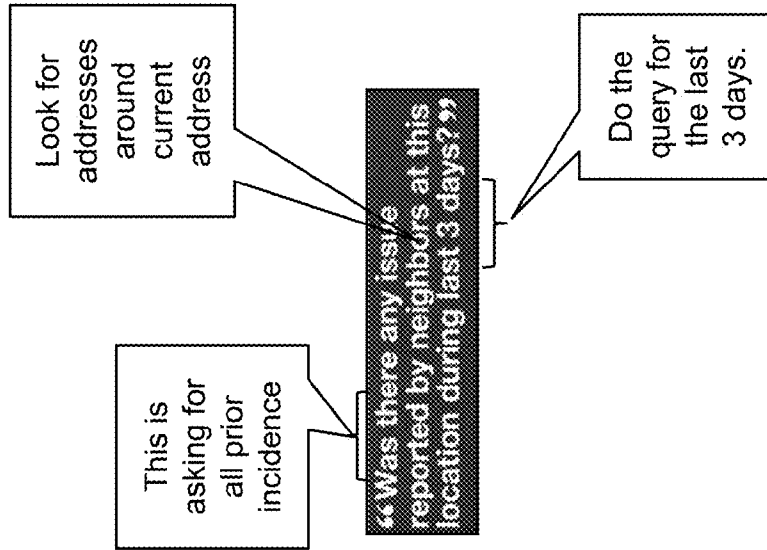 This is
asking for
all prior
incidence
Look for
addresses
around
current
address
“Was there any issue
reported by neighbors at this
location during last 3 days?”
Do the
query for
the last
3 days.